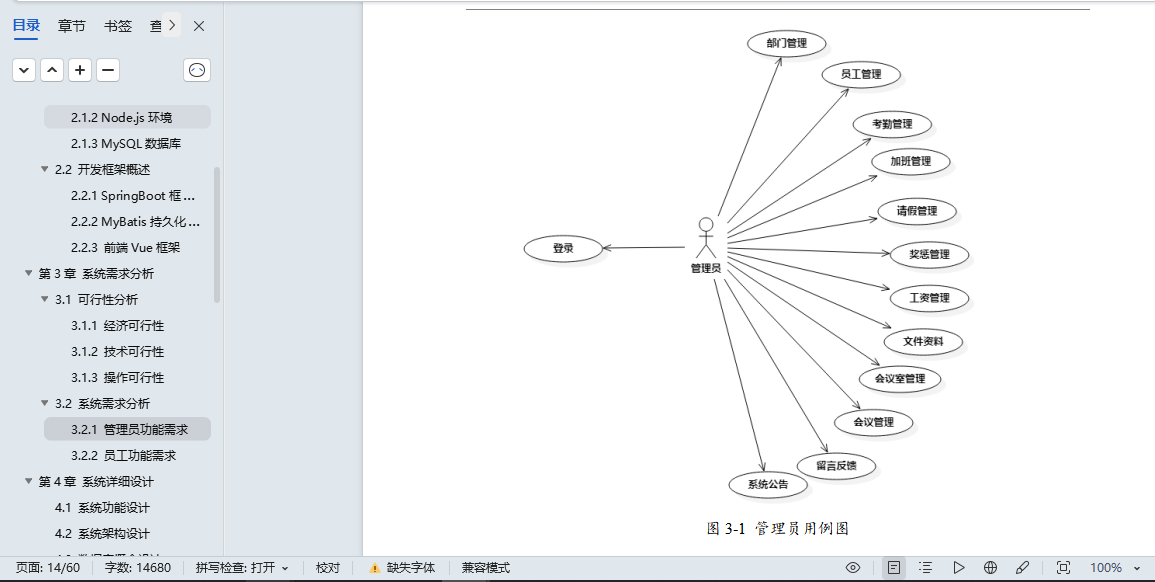 目录 章节 书签 查
2.1.2 Node.js 环境
2.1.3 MySQL 数据库
2.2 开发框架概述
2.2.1 SpringBoot 框 ...
2.2.2 MyBatis 持久化 ...
2.2.3 前端 Vue 框架
第 3 章 系统需求分析
3.1 可行性分析
3.1.1 经济可行性
3.1.2 技术可行性
3.1.3 操作可行性
3.2 系统需求分析
3.2.1 管理员功能需求
3.2.2 员工功能需求
第 4 章 系统详细设计
4.1 系统功能设计
4.2 系统架构设计
部门管理
员工管理
考勤管理
加班管理
请假管理
登录
管理员
奖惩管理
工资管理
文件资料
会议室管理
会议管理
留言反馈
系统公告
图 3-1 管理员用例图
页面: 14/60 字数: 14680 拼写检查: 打开 校对 缺失字体 兼容模式 100%